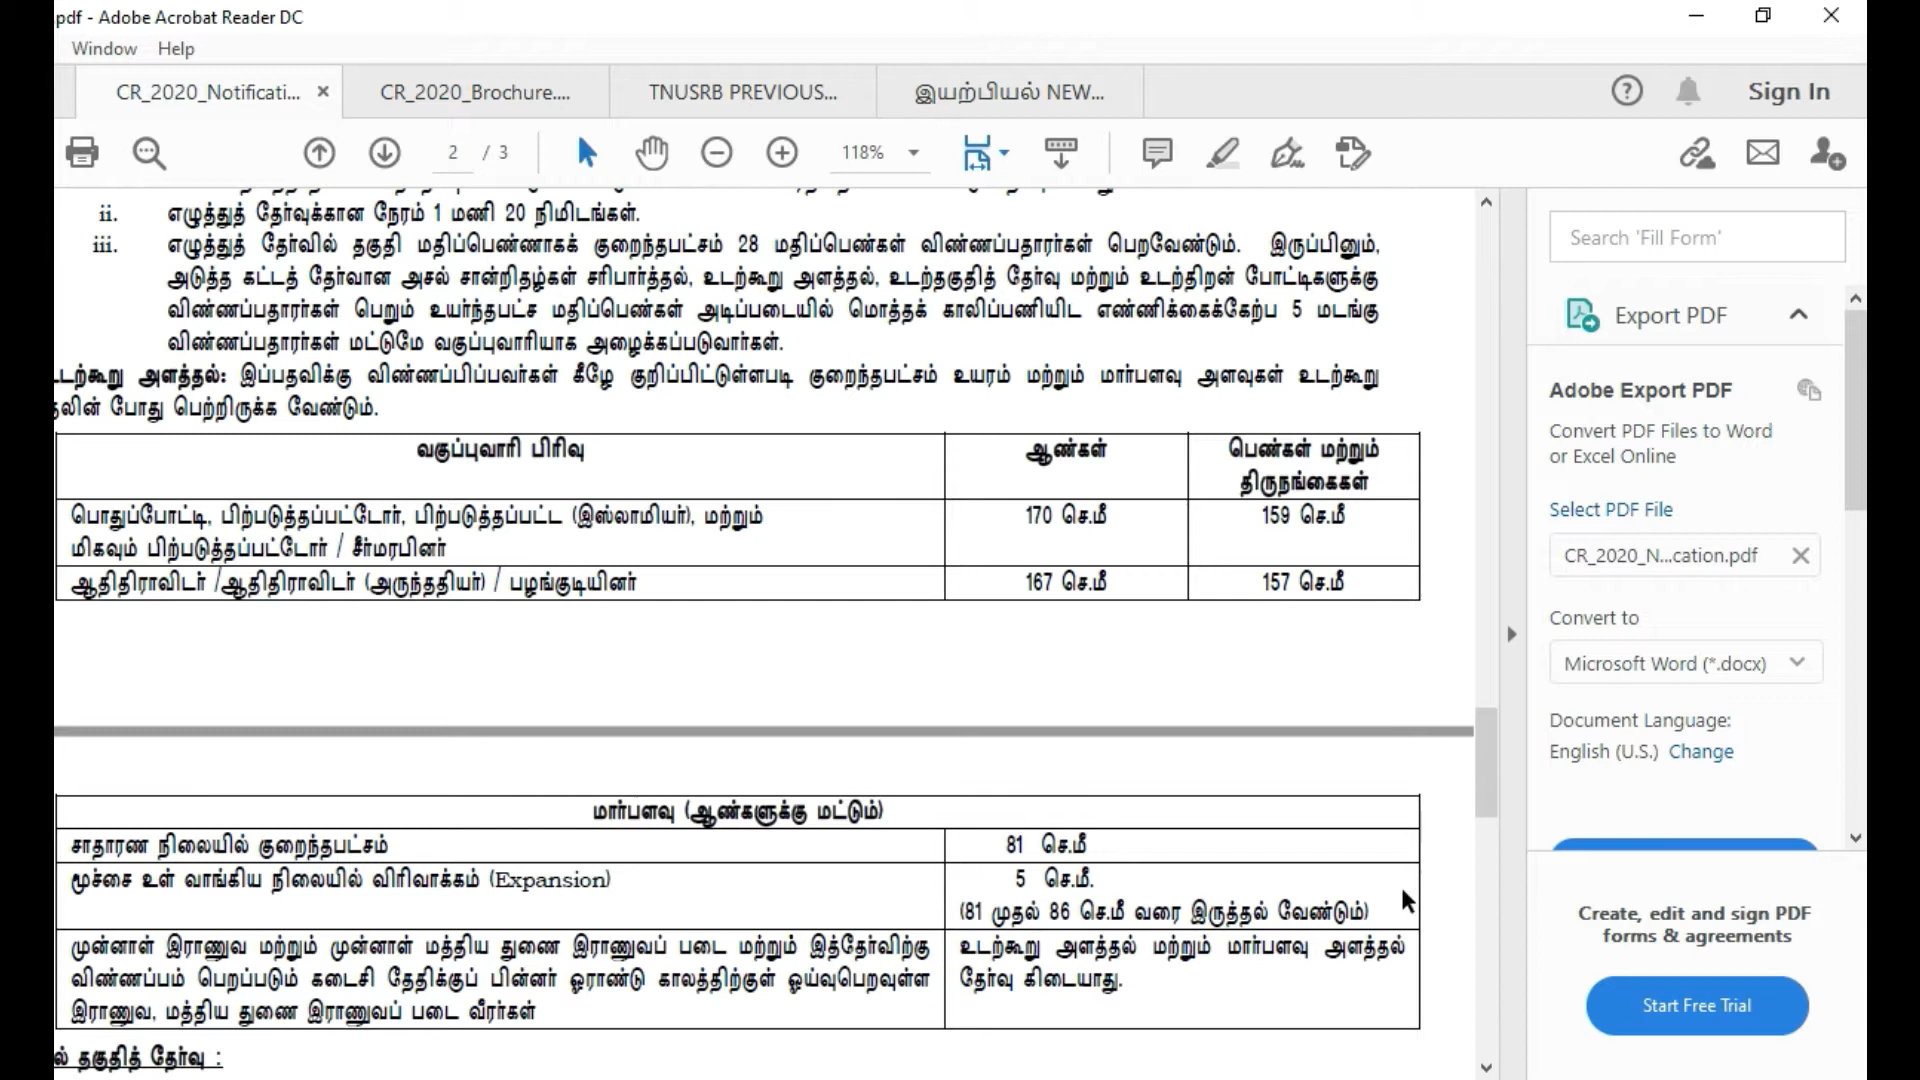 pdf - Adobe Acrobat Reader DC
Window Help
CR_2020_Notificati... CR_2020_Brochure.... TNUSRB PREVIOUS... இயற்பியல் NEW... Sign In
2 / 3 118%
ii. எழுத்துத் தேர்வுக்கான நேரம் 1 மணி 20 நிமிடங்கள்.
iii. எழுத்துத் தேர்வில் தகுதி மதிப்பெண்ணாகக் குறைந்தபட்சம் 28 மதிப்பெண்கள் விண்ணப்பதாரர்கள் பெறவேண்டும். இருப்பினும்,
அடுத்த கட்டத் தேர்வான அசல் சான்றிதழ்கள் சரிபார்த்தல், உடற்கூறு அளத்தல், உடற்தகுதித் தேர்வு மற்றும் உடற்திறன் போட்டிகளுக்கு
விண்ணப்பதாரர்கள் பெறும் உயர்ந்தபட்ச மதிப்பெண்கள் அடிப்படையில் மொத்தக் காலிப்பணியிட எண்ணிக்கைக்கேற்ப 5 மடங்கு
விண்ணப்பதாரர்கள் மட்டுமே வகுப்புவாரியாக அழைக்கப்படுவார்கள்.
டற்கூறு அளத்தல்: இப்பதவிக்கு விண்ணப்பிப்பவர்கள் கீழே குறிப்பிட்டுள்ளபடி குறைந்தபட்சம் உயரம் மற்றும் மார்பளவு அளவுகள் உடற்கூறு
தலின் போது பெற்றிருக்க வேண்டும்.
வகுப்புவாரி பிரிவு ஆண்கள் பெண்கள் மற்றும்
திருநங்கைகள்
பொதுப்போட்டி, பிற்படுத்தப்பட்டோர், பிற்படுத்தப்பட்ட (இஸ்லாமியர்), மற்றும் 170 செ.மீ 159 செ.மீ
மிகவும் பிற்படுத்தப்பட்டோர் / சீர்மரபினர்
ஆதிதிராவிடர் /ஆதிதிராவிடர் (அருந்ததியர்) / பழங்குடியினர் 167 செ.மீ 157 செ.மீ
மார்பளவு (ஆண்களுக்கு மட்டும்)
சாதாரண நிலையில் குறைந்தபட்சம் 81 செ.மீ
மூச்சை உள் வாங்கிய நிலையில் விரிவாக்கம் (Expansion) 5 செ.மீ.
(81 முதல் 86 செ.மீ வரை இருத்தல் வேண்டும்)
முன்னாள் இராணுவ மற்றும் முன்னாள் மத்திய துணை இராணுவப் படை மற்றும் இத்தேர்விற்கு உடற்கூறு அளத்தல் மற்றும் மார்பளவு அளத்தல்
விண்ணப்பம் பெறப்படும் கடைசி தேதிக்குப் பின்னர் ஓராண்டு காலத்திற்குள் ஓய்வுபெறவுள்ள தேர்வு கிடையாது.
இராணுவ, மத்திய துணை இராணுவப் படை வீரர்கள்
ல் தகுதித் தேர்வு :
Search 'Fill Form'
Export PDF
Adobe Export PDF
Convert PDF Files to Word
or Excel Online
Select PDF File
CR_2020_N...cation.pdf
Convert to
Microsoft Word (*.docx)
Document Language:
English (U.S.) Change
Create, edit and sign PDF
forms & agreements
Start Free Trial